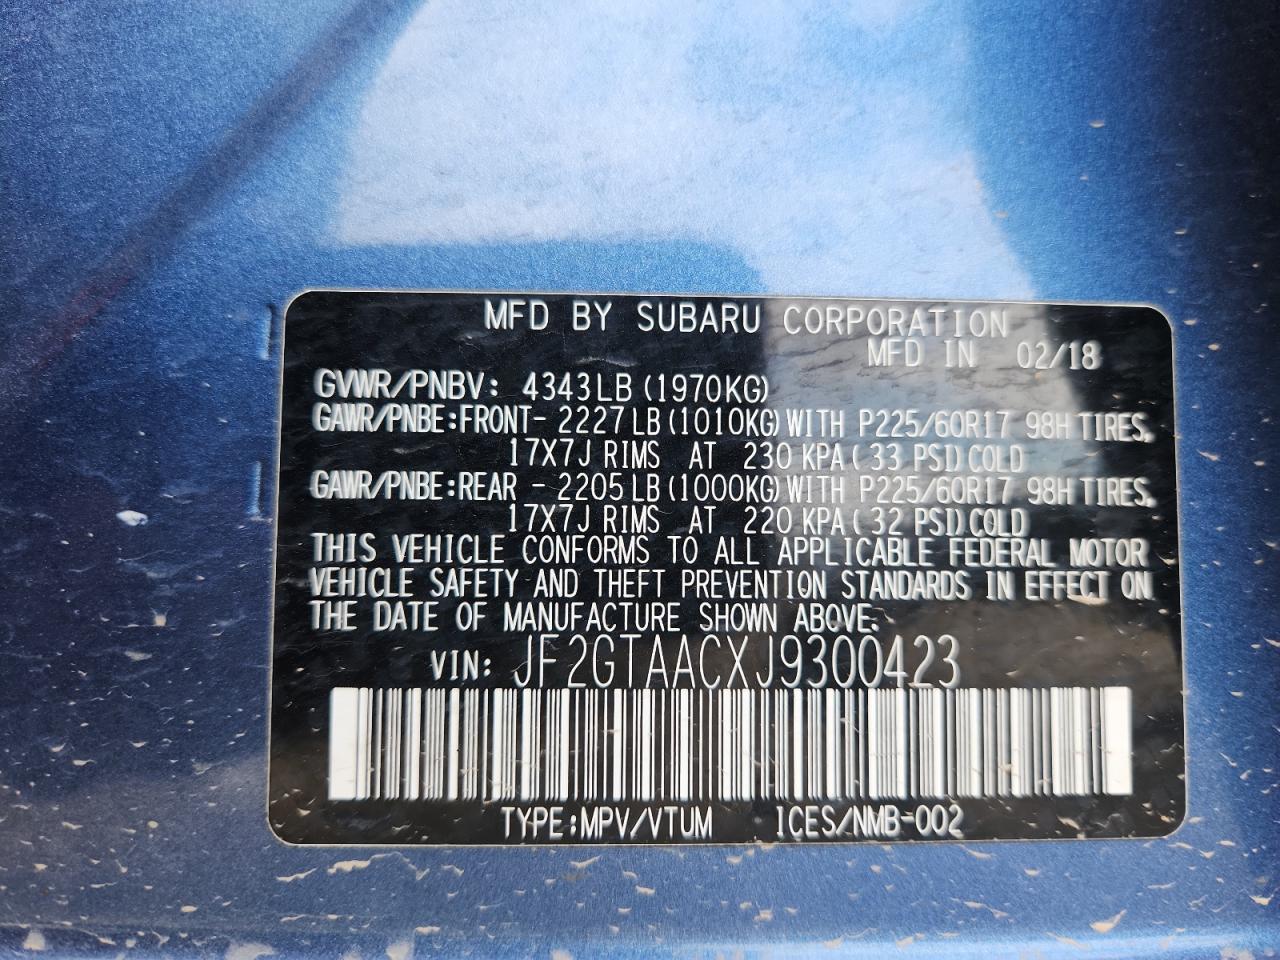 MFD BY SUBARU CORPORATION
MFD IN 02/18
GVWR/PNBV: 4343LB (1970KG)
GAWR/PNBE:FRONT- 2227LB (1010KG) WITH P225/60R17 98H TIRES,
17X7J RIMS AT 230 KPA( 33 PSI) COLD
GAWR/PNBE:REAR - 2205LB (1000KG) WITH P225/60R17 98H TIRES,
17X7J RIMS AT 220 KPA( 32 PSI) COLD
THIS VEHICLE CONFORMS TO ALL APPLICABLE FEDERAL MOTOR
VEHICLE SAFETY AND THEFT PREVENTION STANDARDS IN EFFECT ON
THE DATE OF MANUFACTURE SHOWN ABOVE.
VIN: JF2GTAACXJ9300423
TYPE:MPV/VTUM ICES/NMB-002